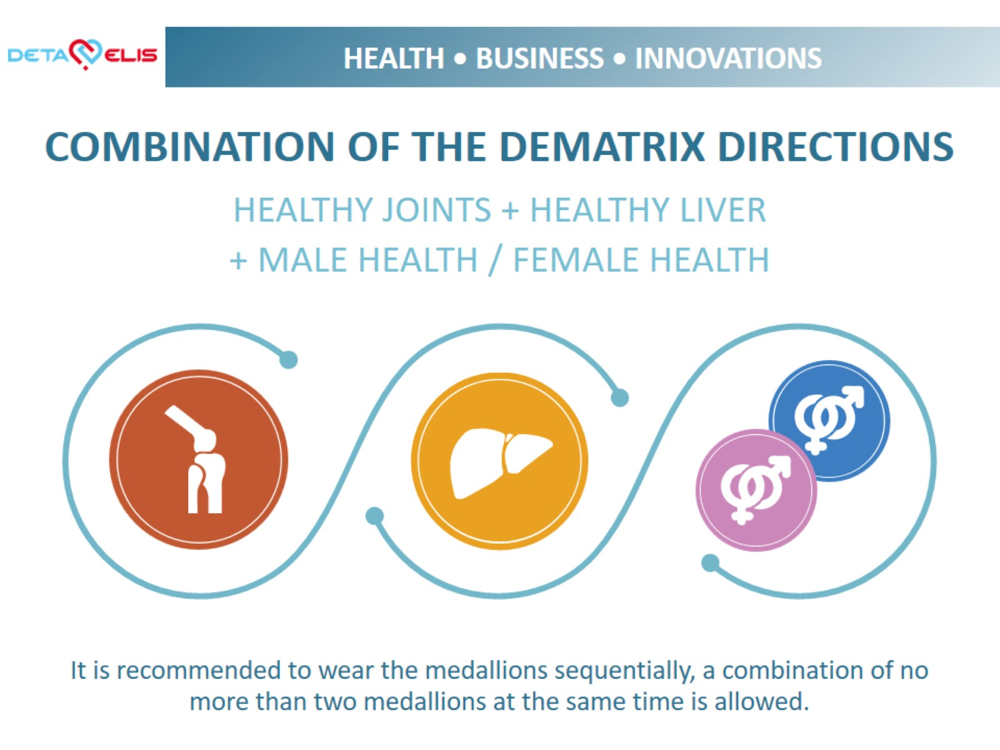 DETA ELIS
HEALTH • BUSINESS • INNOVATIONS
COMBINATION OF THE DEMATRIX DIRECTIONS
HEALTHY JOINTS + HEALTHY LIVER
+ MALE HEALTH / FEMALE HEALTH
It is recommended to wear the medallions sequentially, a combination of no
more than two medallions at the same time is allowed.